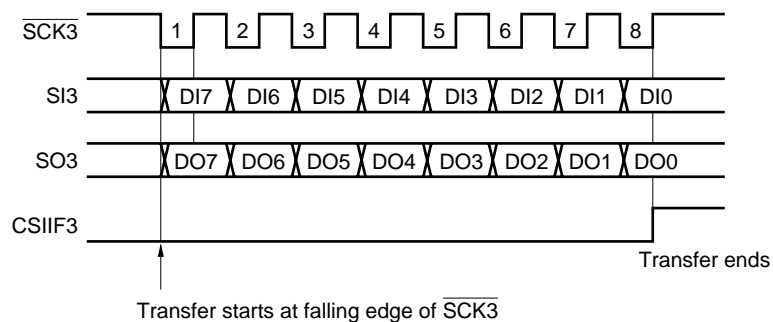 SCK3 1 2 3 4 5 6 7 8
SI3 DI7 DI6 DI5 DI4 DI3 DI2 DI1 DI0
SO3 DO7 DO6 DO5 DO4 DO3 DO2 DO1 DO0
CSIIF3
Transfer ends
Transfer starts at falling edge of SCK3